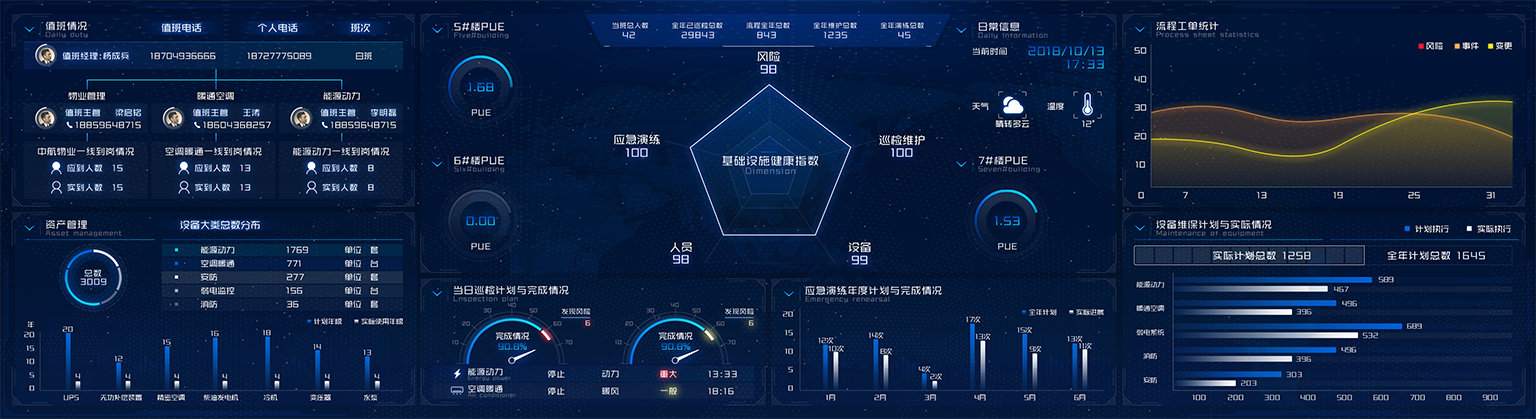 值班情况
Daily duty
值班电话 个人电话 班次
值班经理:杨成兵 18704936666 18727775089 白班
物业管理 暖通空调 能源动力
值班主管 梁启铭
18859648715
值班主管 王涛
18604368257
值班主管 李明磊
18859648715
中航物业一线到岗情况
应到人数 15
实到人数 15
空调暖通一线到岗情况
应到人数 13
实到人数 13
能源动力一线到岗情况
应到人数 8
实到人数 8
资产管理
Asset management
设备大类总数分布
总数
3009
能源动力 1769 单位 套
空调暖通 771 单位 台
安防 277 单位 套
弱电监控 156 单位 台
消防 36 单位 套
计划年限 实际使用年限
年
20
15
10
5
0
20 4
12 4
15 4
16 4
18 4
14 4
13 4
UPS 无功补偿装置 精密空调 柴油发电机 冷机 变压器 水泵
5#楼PUE
Five#building
1.68
PUE
6#楼PUE
Six#building
0.00
PUE
当班总人数 全年已巡检总数 流程全年总数 全年维护总数 全年演练总数
42 29843 843 1235 45
风险
98
应急演练
100
巡检维护
100
基础设施健康指数
Dimension
人员
98
设备
99
日常信息
Daily Information
当前时间 2018/10/13
17:33
天气 晴转多云
温度 12°
7#楼PUE
Seven#building
1.53
PUE
当日巡检计划与完成情况
Lnspection plan
10 20 30 40 50 60 70
完成情况
90.8%
发现风险
6
10 20 30 40 50 60 70
完成情况
90.8%
发现风险
6
能源动力 停止 动力 重大 13:33
Energy power
空调暖通 停止 暖风 一般 18:16
Air conditioner
应急演练年度计划与完成情况
Emergency rehearsal
全年计划 实际进展
20
15
10
5
0
12次 10次
14次 8次
4次 2次
17次 13次
15次 9次
13次 11次
1月 2月 3月 4月 5月 6月
流程工单统计
Process sheet statistics
风险 事件 变更
50
40
30
20
10
0 7 13 19 25 31
设备维保计划与实际情况
Maintenance of equipment
计划执行 实际执行
实际计划总数 1258 全年计划总数 1645
能源动力 589
467
暖通空调 496
396
弱电系统 689
532
消防 496
396
安防 303
203
100 200 300 400 500 600 700 800 900